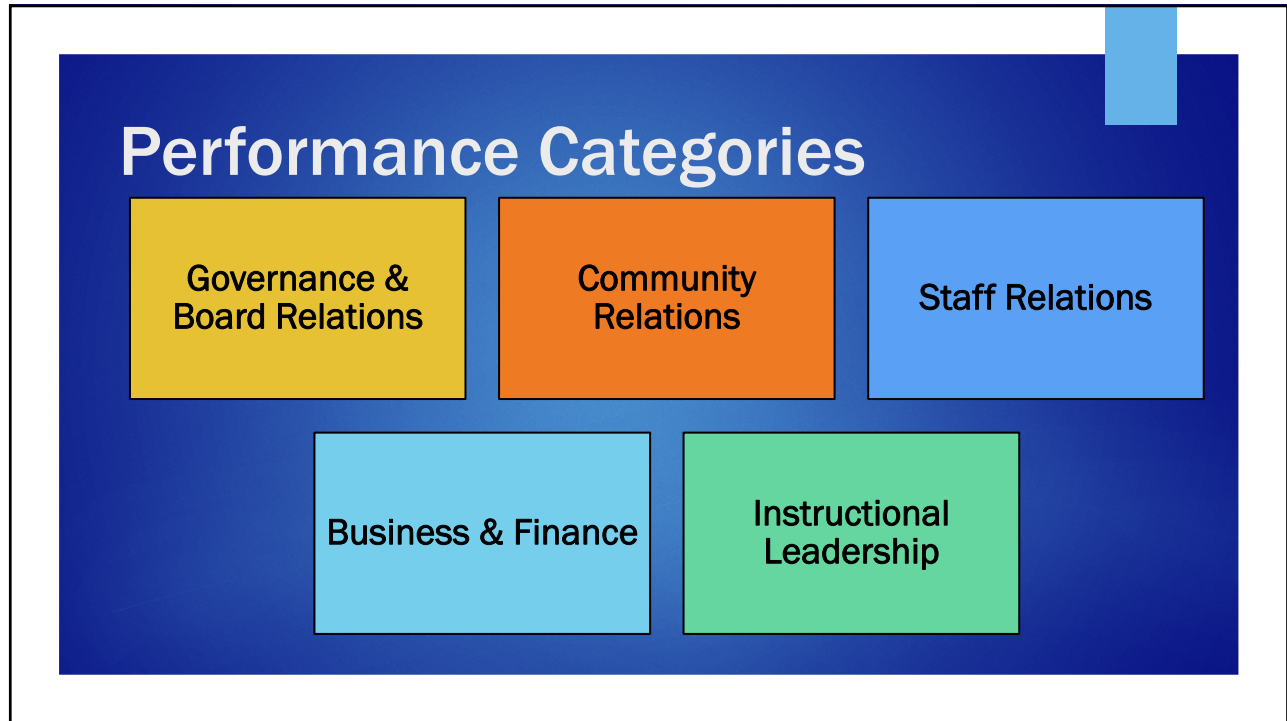 Performance Categories
Governance &
Board Relations
Community
Relations
Staff Relations
Business & Finance
Instructional
Leadership